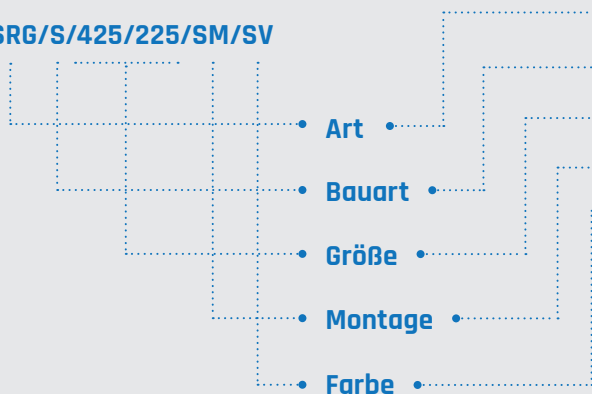 SRG/S/425/225/SM/SV
Art
Bauart
Größe
Montage
Farbe